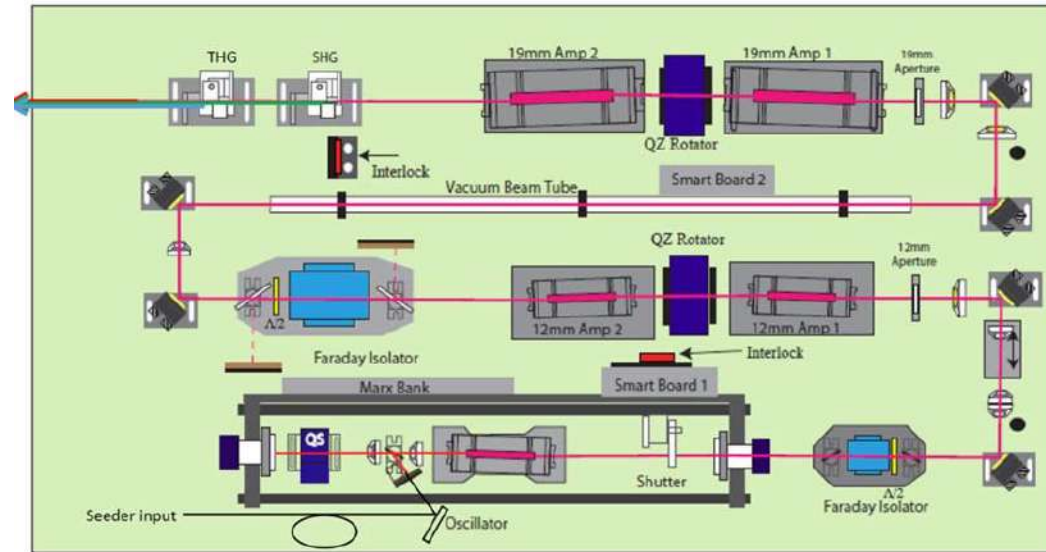 THG
SHG
19mm Amp 2
19mm Amp 1
19mm
Aperture
QZ Rotator
Interlock
Vacuum Beam Tube
Smart Board 2
QZ Rotator
12mm
Aperture
Λ/2
12mm Amp 2
12mm Amp 1
Faraday Isolator
Interlock
Marx Bank
Smart Board 1
QS
Shutter
Λ/2
Faraday Isolator
Seeder input
Oscillator